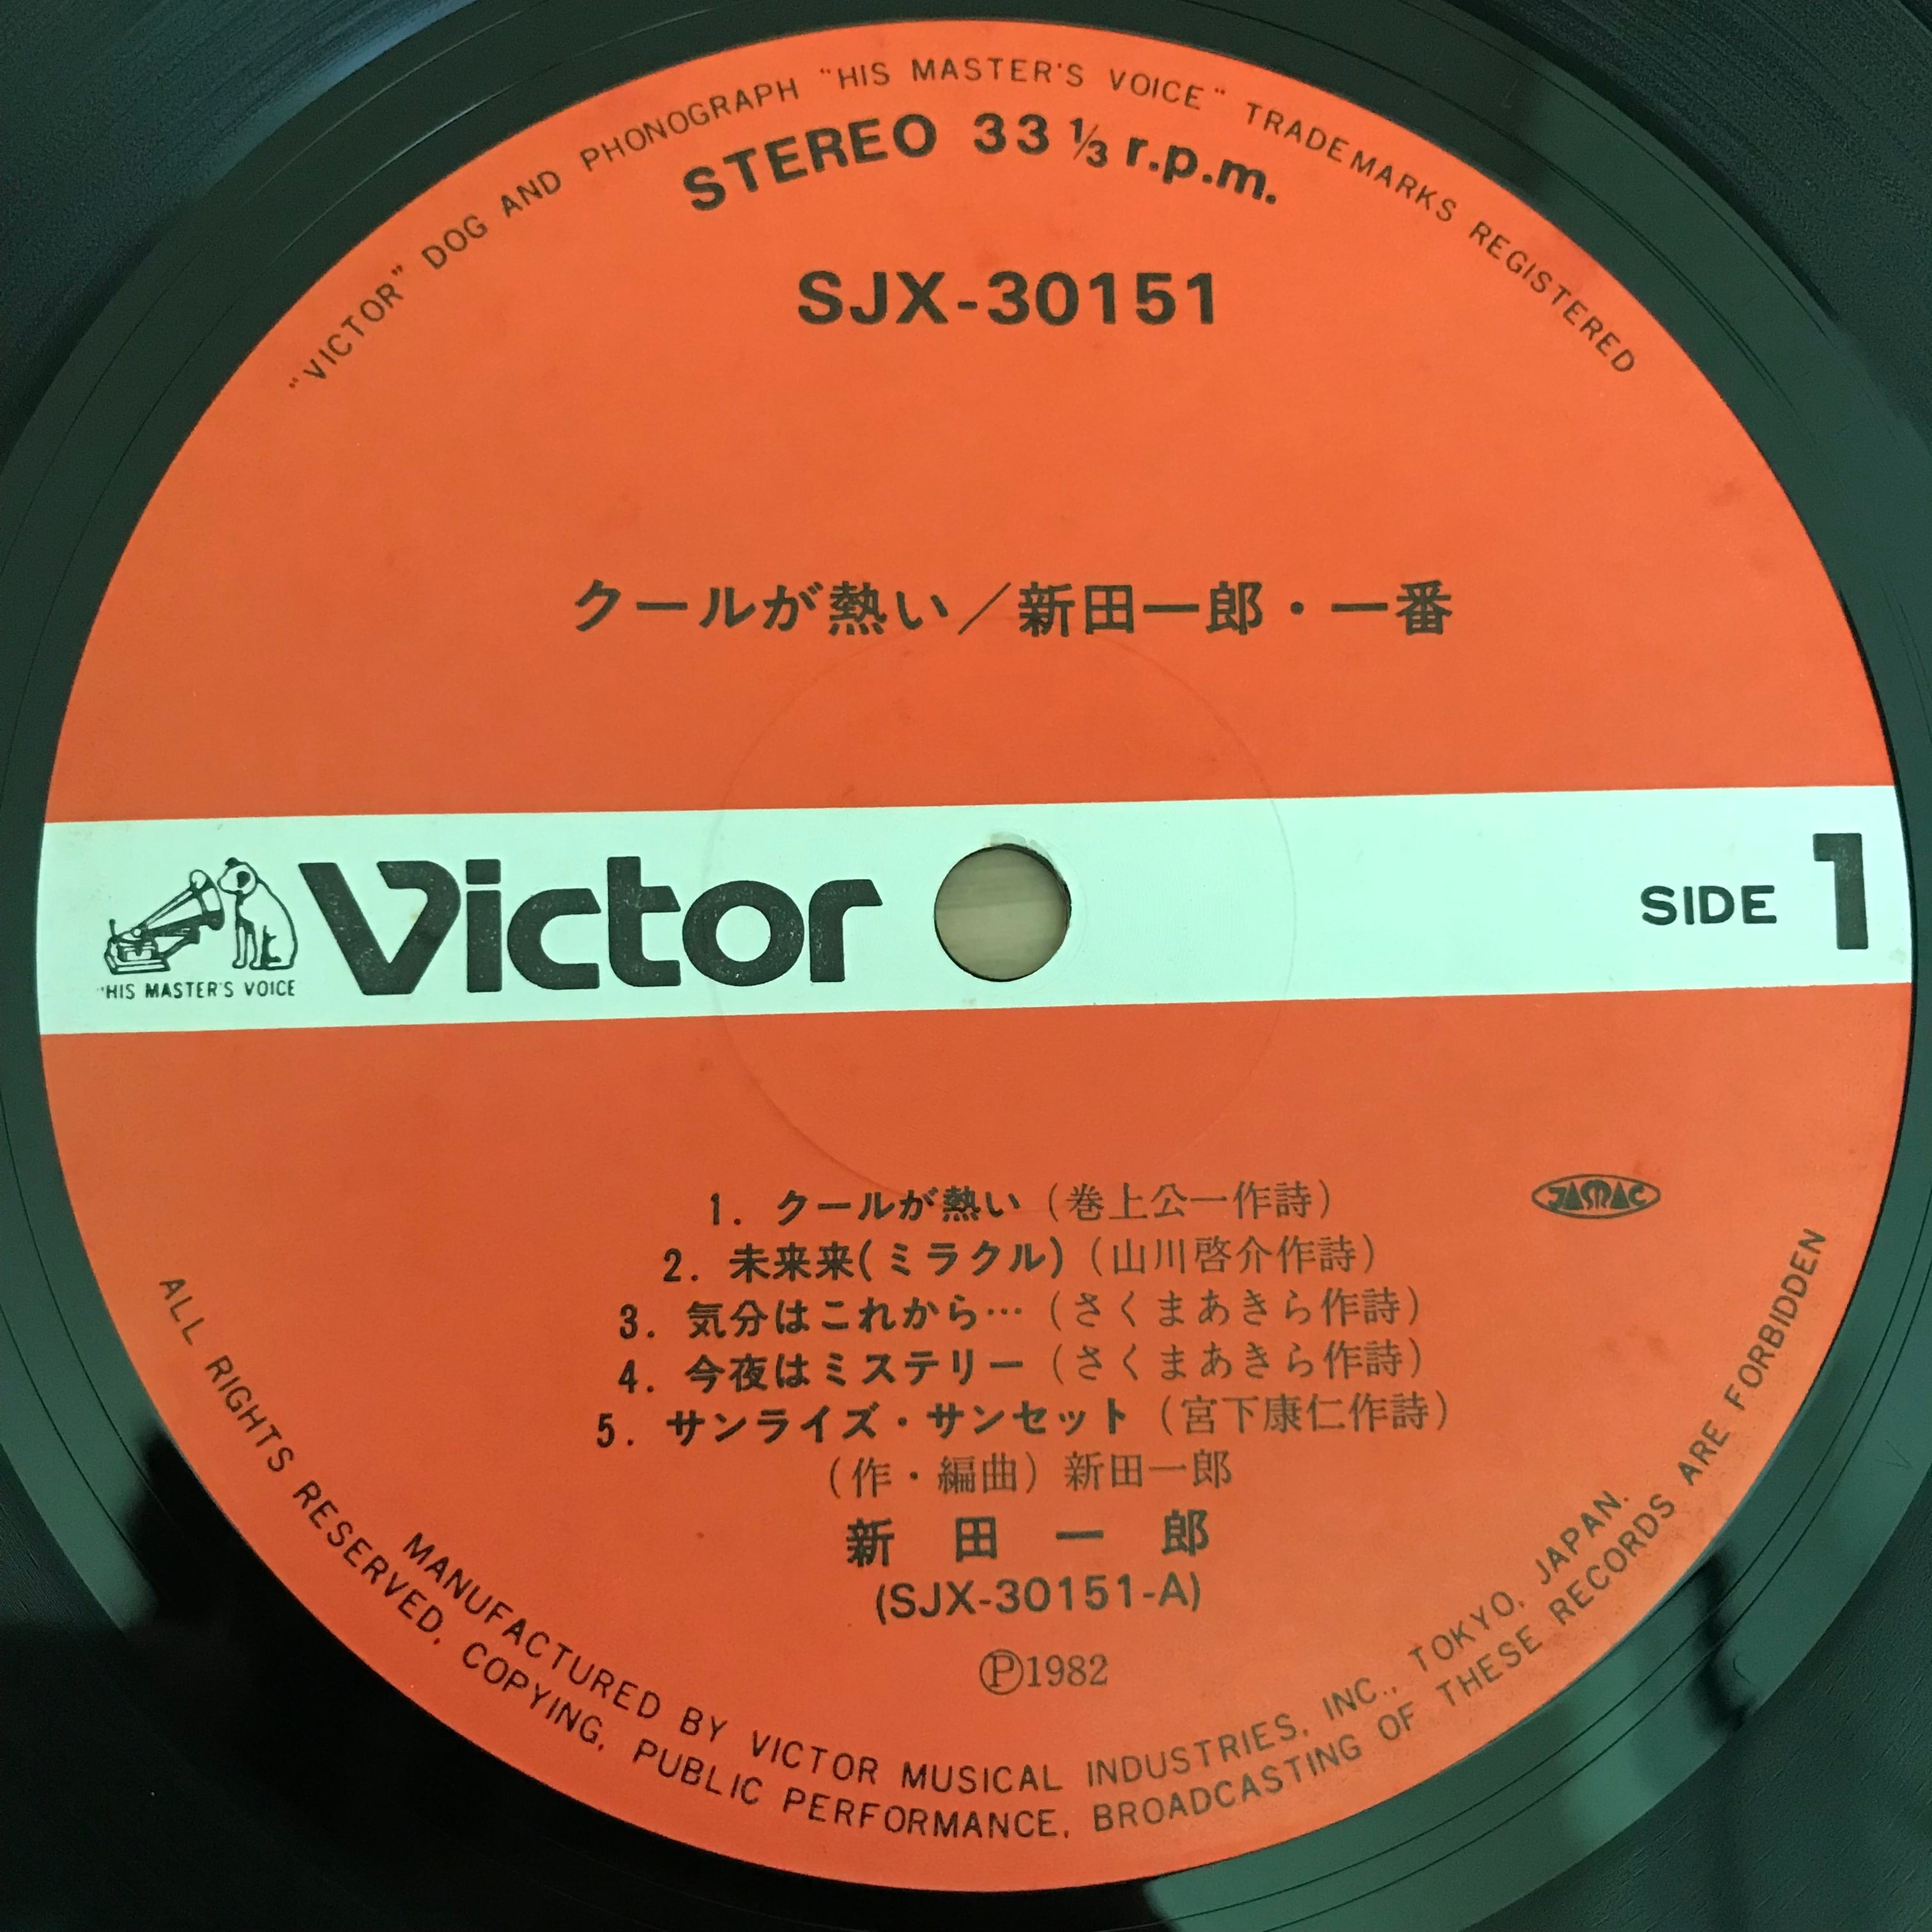 "VICTOR" DOG AND PHONOGRAPH "HIS MASTER'S VOICE" TRADEMARKS REGISTERED
STEREO 33 ⅓ r.p.m.
SJX-30151
クールが熱い／新田一郎・一番
"HIS MASTER'S VOICE
Victor
SIDE 1
1. クールが熱い（巻上公一作詩）
JASRAC
2. 未来来(ミラクル)（山川啓介作詩）
3. 気分はこれから…（さくまあきら作詩）
4. 今夜はミステリー（さくまあきら作詩）
5. サンライズ・サンセット（宮下康仁作詩）
（作・編曲）新田一郎
新田一郎
(SJX-30151-A)
Ⓟ1982
MANUFACTURED BY VICTOR MUSICAL INDUSTRIES, INC., TOKYO, JAPAN.
ALL RIGHTS RESERVED, COPYING, PUBLIC PERFORMANCE, BROADCASTING OF THESE RECORDS ARE FORBIDDEN